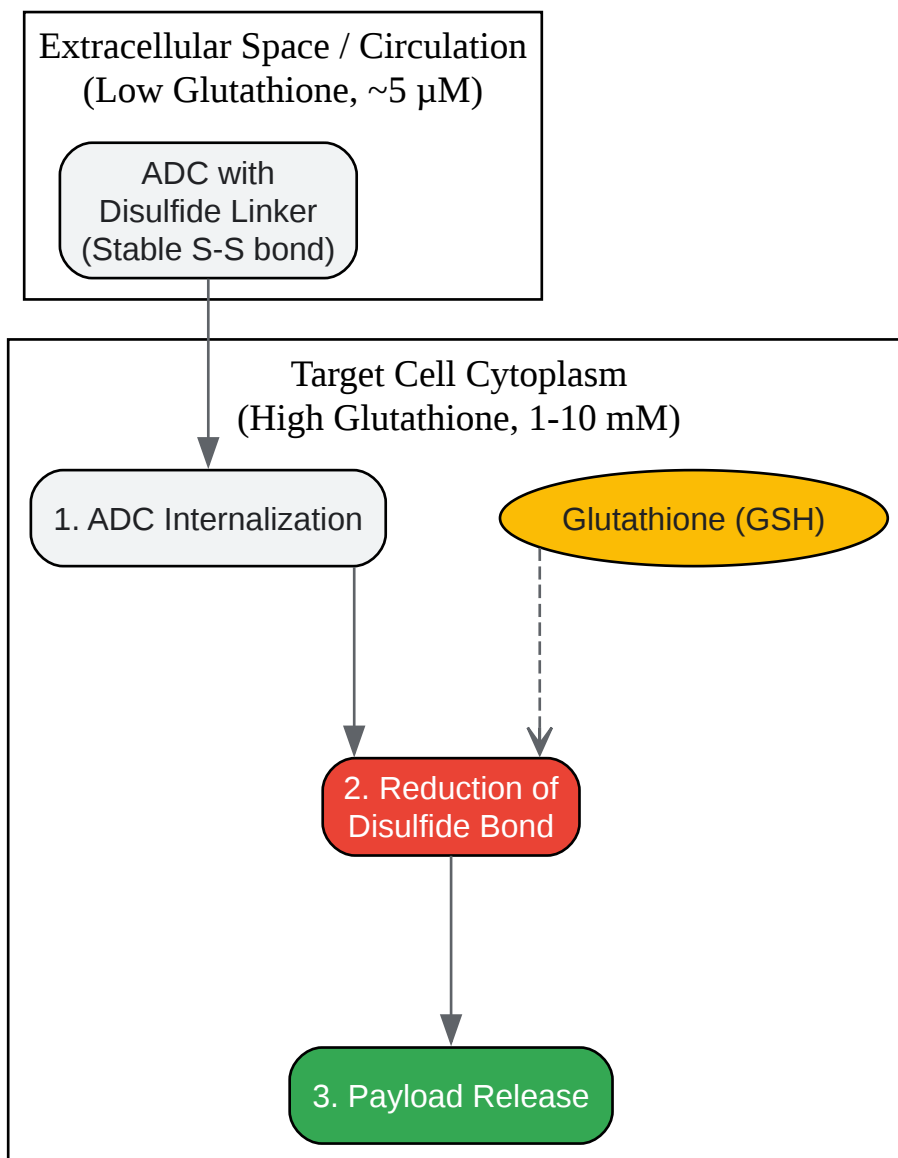 Extracellular Space / Circulation
(Low Glutathione, ~5 µM)
ADC with
Disulfide Linker
(Stable S-S bond)
Target Cell Cytoplasm
(High Glutathione, 1-10 mM)
1. ADC Internalization
Glutathione (GSH)
2. Reduction of
Disulfide Bond
3. Payload Release